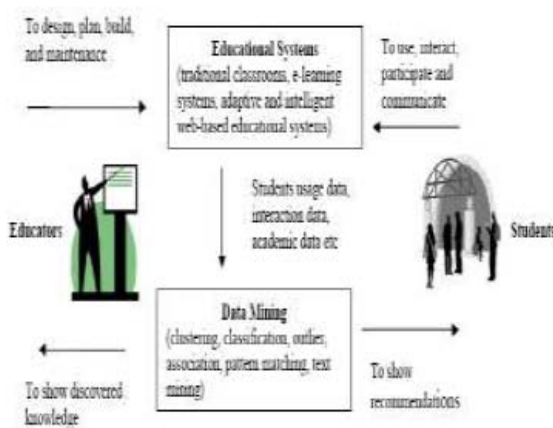 To design, plan, build,
and maintenance
Educational Systems
(traditional classrooms, e-learning
systems, adaptive and intelligent
web-based educational systems)
To use, interact,
participate and
communicate
Educators
Students usage data,
interaction data,
academic data etc
Students
Data Mining
(clustering, classification, outlier,
association, pattern matching, text
mining)
To show discovered
knowledge
To show
recommendations